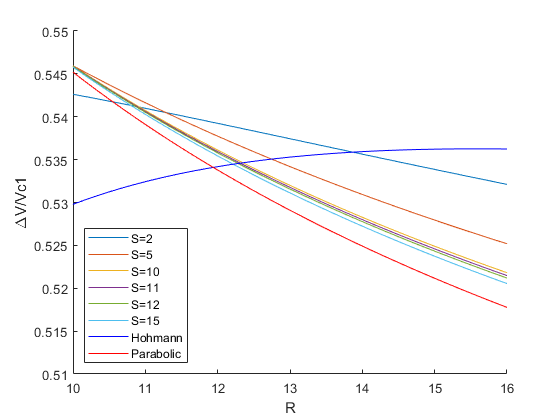 0.55
0.545
0.54
0.535
0.53
0.525
0.52
0.515
0.51
ΔV/Vc1
S=2
S=5
S=10
S=11
S=12
S=15
Hohmann
Parabolic
10 11 12 13 14 15 16
R